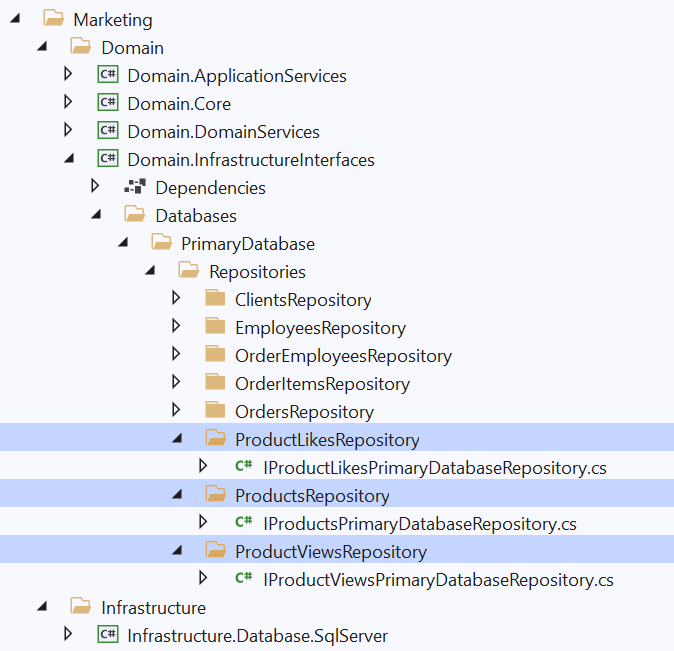 Marketing
Domain
C# Domain.ApplicationServices
C# Domain.Core
C# Domain.DomainServices
C# Domain.InfrastructureInterfaces
Dependencies
Databases
PrimaryDatabase
Repositories
ClientsRepository
EmployeesRepository
OrderEmployeesRepository
OrderItemsRepository
OrdersRepository
ProductLikesRepository
C# IProductLikesPrimaryDatabaseRepository.cs
ProductsRepository
C# IProductsPrimaryDatabaseRepository.cs
ProductViewsRepository
C# IProductViewsPrimaryDatabaseRepository.cs
Infrastructure
C# Infrastructure.Database.SqlServer